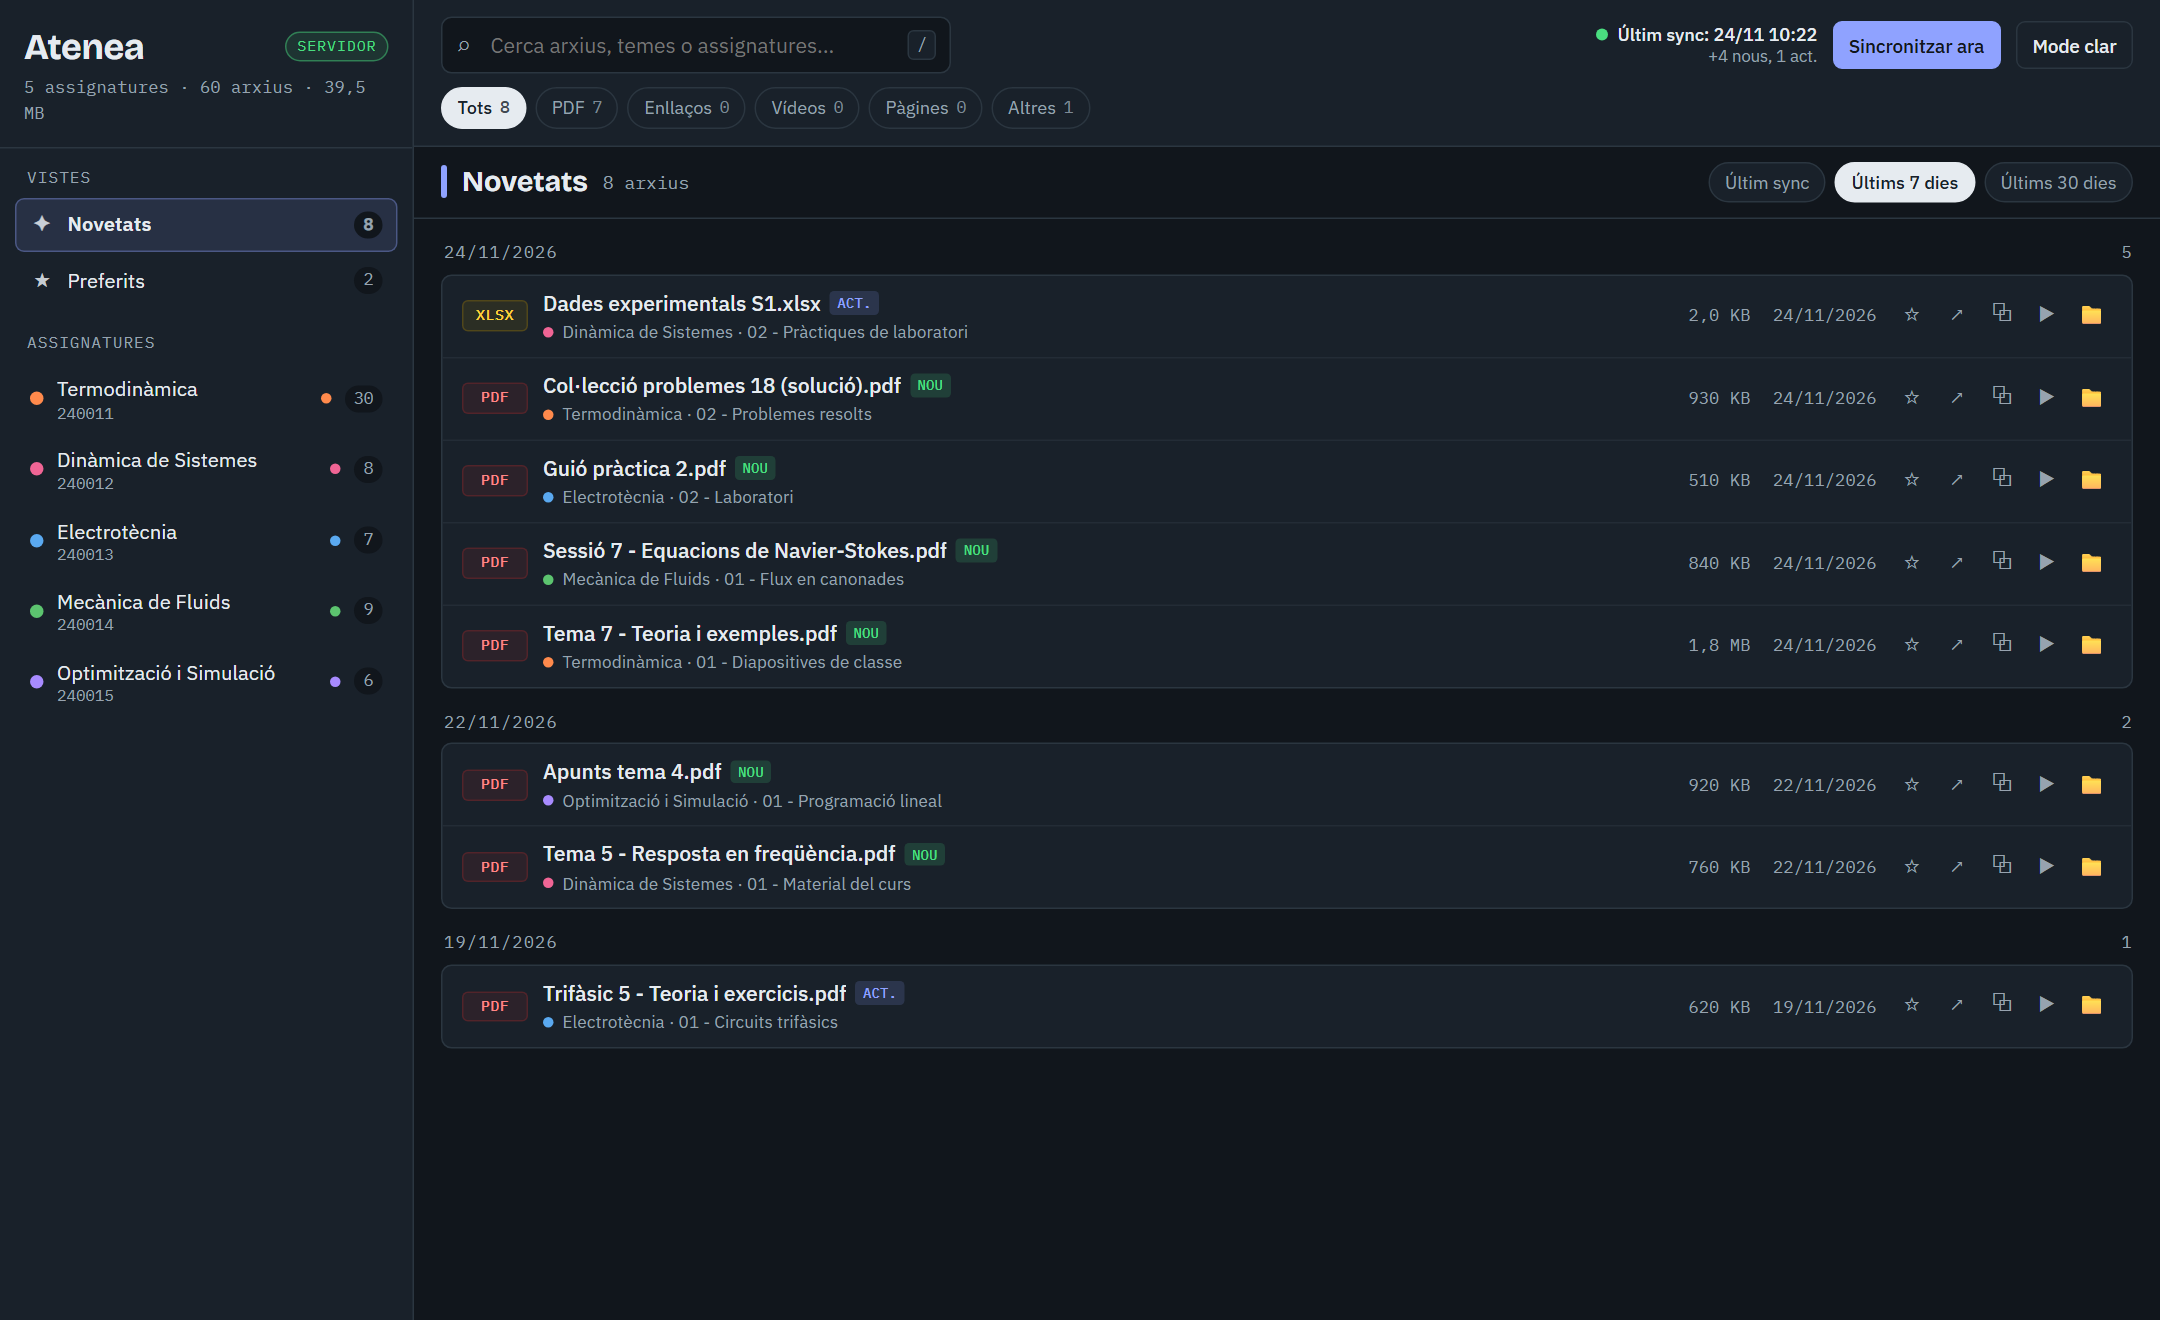 Atenea
SERVIDOR
5 assignatures · 60 arxius · 39,5
MB
VISTES
Novetats 8
Preferits 2
ASSIGNATURES
Termodinàmica 30
240011
Dinàmica de Sistemes 8
240012
Electrotècnia 7
240013
Mecànica de Fluids 9
240014
Optimització i Simulació 6
240015
Cerca arxius, temes o assignatures... /
Últim sync: 24/11 10:22
+4 nous, 1 act.
Sincronitzar ara
Mode clar
Tots 8 PDF 7 Enllaços 0 Vídeos 0 Pàgines 0 Altres 1
Novetats 8 arxius
Últim sync Últims 7 dies Últims 30 dies
24/11/2026 5
XLSX Dades experimentals S1.xlsx ACT.
Dinàmica de Sistemes · 02 - Pràctiques de laboratori
2,0 KB 24/11/2026
PDF Col·lecció problemes 18 (solució).pdf NOU
Termodinàmica · 02 - Problemes resolts
930 KB 24/11/2026
PDF Guió pràctica 2.pdf NOU
Electrotècnia · 02 - Laboratori
510 KB 24/11/2026
PDF Sessió 7 - Equacions de Navier-Stokes.pdf NOU
Mecànica de Fluids · 01 - Flux en canonades
840 KB 24/11/2026
PDF Tema 7 - Teoria i exemples.pdf NOU
Termodinàmica · 01 - Diapositives de classe
1,8 MB 24/11/2026
22/11/2026 2
PDF Apunts tema 4.pdf NOU
Optimització i Simulació · 01 - Programació lineal
920 KB 22/11/2026
PDF Tema 5 - Resposta en freqüència.pdf NOU
Dinàmica de Sistemes · 01 - Material del curs
760 KB 22/11/2026
19/11/2026 1
PDF Trifàsic 5 - Teoria i exercicis.pdf ACT.
Electrotècnia · 01 - Circuits trifàsics
620 KB 19/11/2026